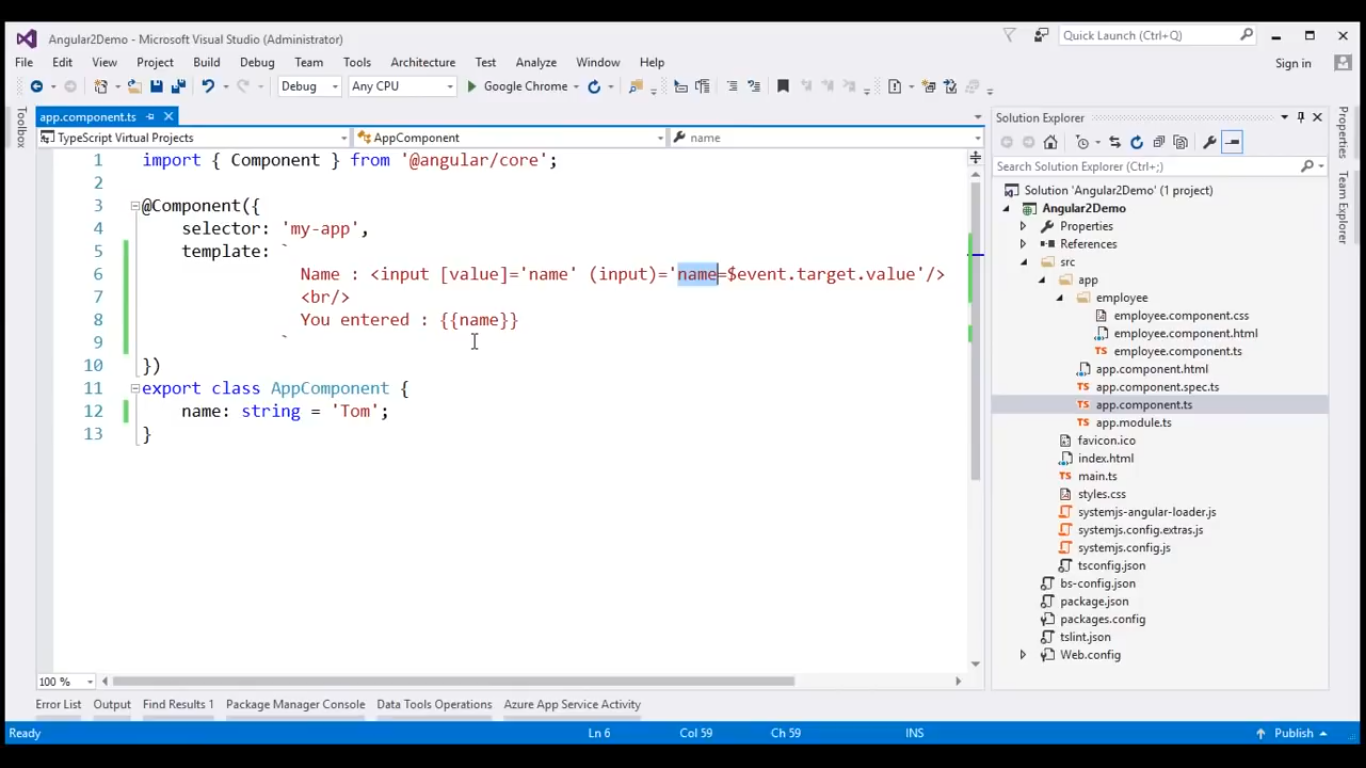 Angular2Demo - Microsoft Visual Studio (Administrator)
Quick Launch (Ctrl+Q)
File Edit View Project Build Debug Team Tools Architecture Test Analyze Window Help
Sign in
Debug Any CPU Google Chrome
Toolbox
app.component.ts
TypeScript Virtual Projects AppComponent name
1 import { Component } from '@angular/core';
2
3 @Component({
4 selector: 'my-app',
5 template: `
6 Name : <input [value]='name' (input)='name=$event.target.value'/>
7 <br/>
8 You entered : {{name}}
9 `
10 })
11 export class AppComponent {
12 name: string = 'Tom';
13 }
100 %
Solution Explorer
Search Solution Explorer (Ctrl+;)
Solution 'Angular2Demo' (1 project)
Angular2Demo
Properties
References
src
app
employee
employee.component.css
employee.component.html
employee.component.ts
app.component.html
app.component.spec.ts
app.component.ts
app.module.ts
favicon.ico
index.html
main.ts
styles.css
systemjs-angular-loader.js
systemjs.config.extras.js
systemjs.config.js
tsconfig.json
bs-config.json
package.json
packages.config
tslint.json
Web.config
Properties
Team Explorer
Error List Output Find Results 1 Package Manager Console Data Tools Operations Azure App Service Activity
Ready Ln 6 Col 59 Ch 59 INS Publish